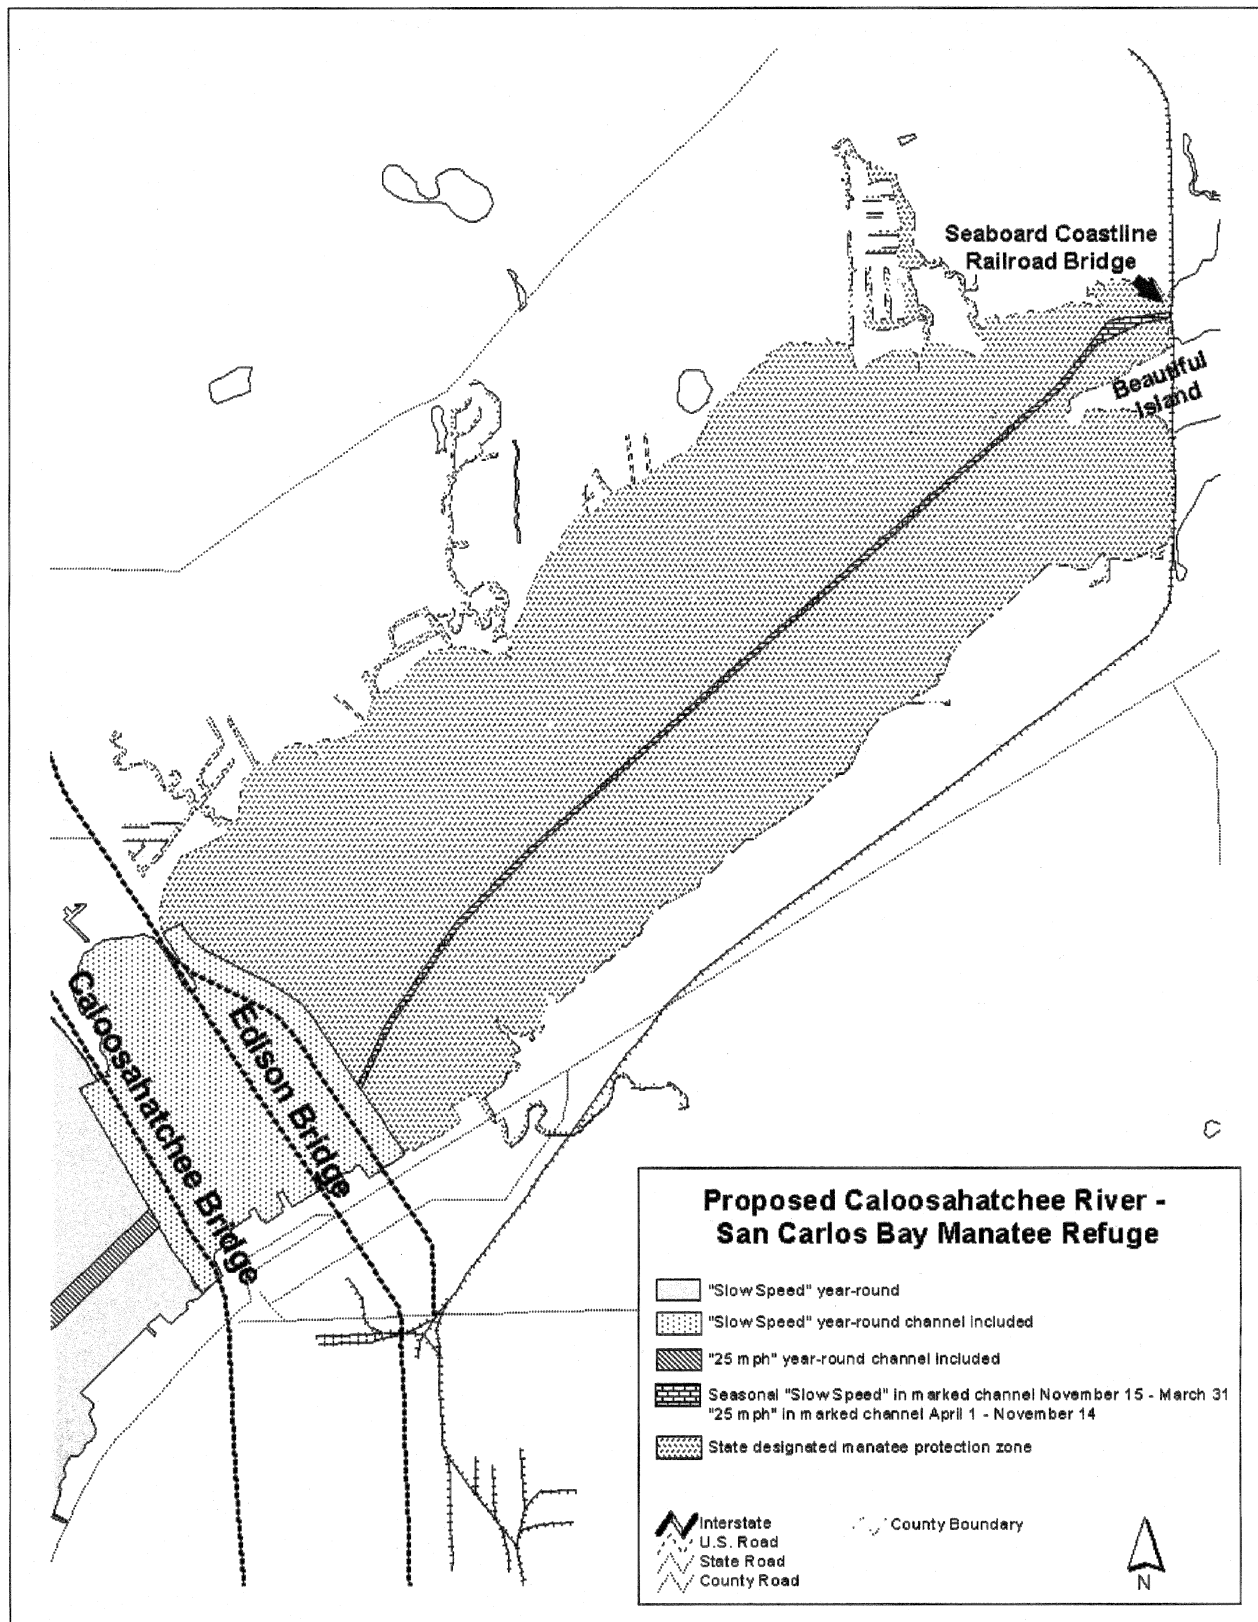 Seaboard Coastline
Railroad Bridge
Beautiful
Island
Caloosahatchee Bridge
Edison Bridge
Proposed Caloosahatchee River -
San Carlos Bay Manatee Refuge
"Slow Speed" year-round
"Slow Speed" year-round channel included
"25 mph" year-round channel included
Seasonal "Slow Speed" in marked channel November 15 - March 31
"25 mph" in marked channel April 1 - November 14
State designated manatee protection zone
Interstate
U.S. Road
State Road
County Road
County Boundary
N